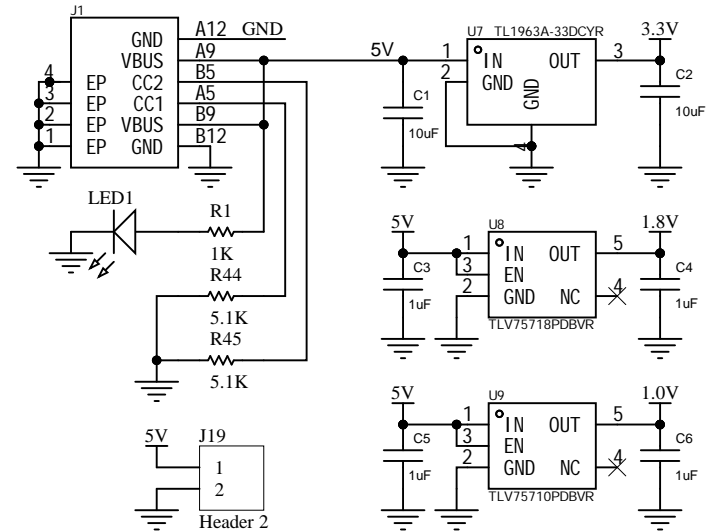 J1
GND A12 GND
VBUS A9
4 EP CC2 B5
3 EP CC1 A5
2 EP VBUS B9
1 EP GND B12
LED1
R1
1K
R44
5.1K
R45
5.1K
5V J19
1
2
Header 2
U7 TL1963A-33DCYR
5V 1 IN OUT 3 3.3V
2 GND
GND
4
C1
10uF
C2
10uF
5V U8 1.8V
1 IN OUT 5
3 EN
2 GND NC 4
TLV75718PDBVR
C3
1uF
C4
1uF
5V U9 1.0V
1 IN OUT 5
3 EN
2 GND NC 4
TLV75710PDBVR
C5
1uF
C6
1uF